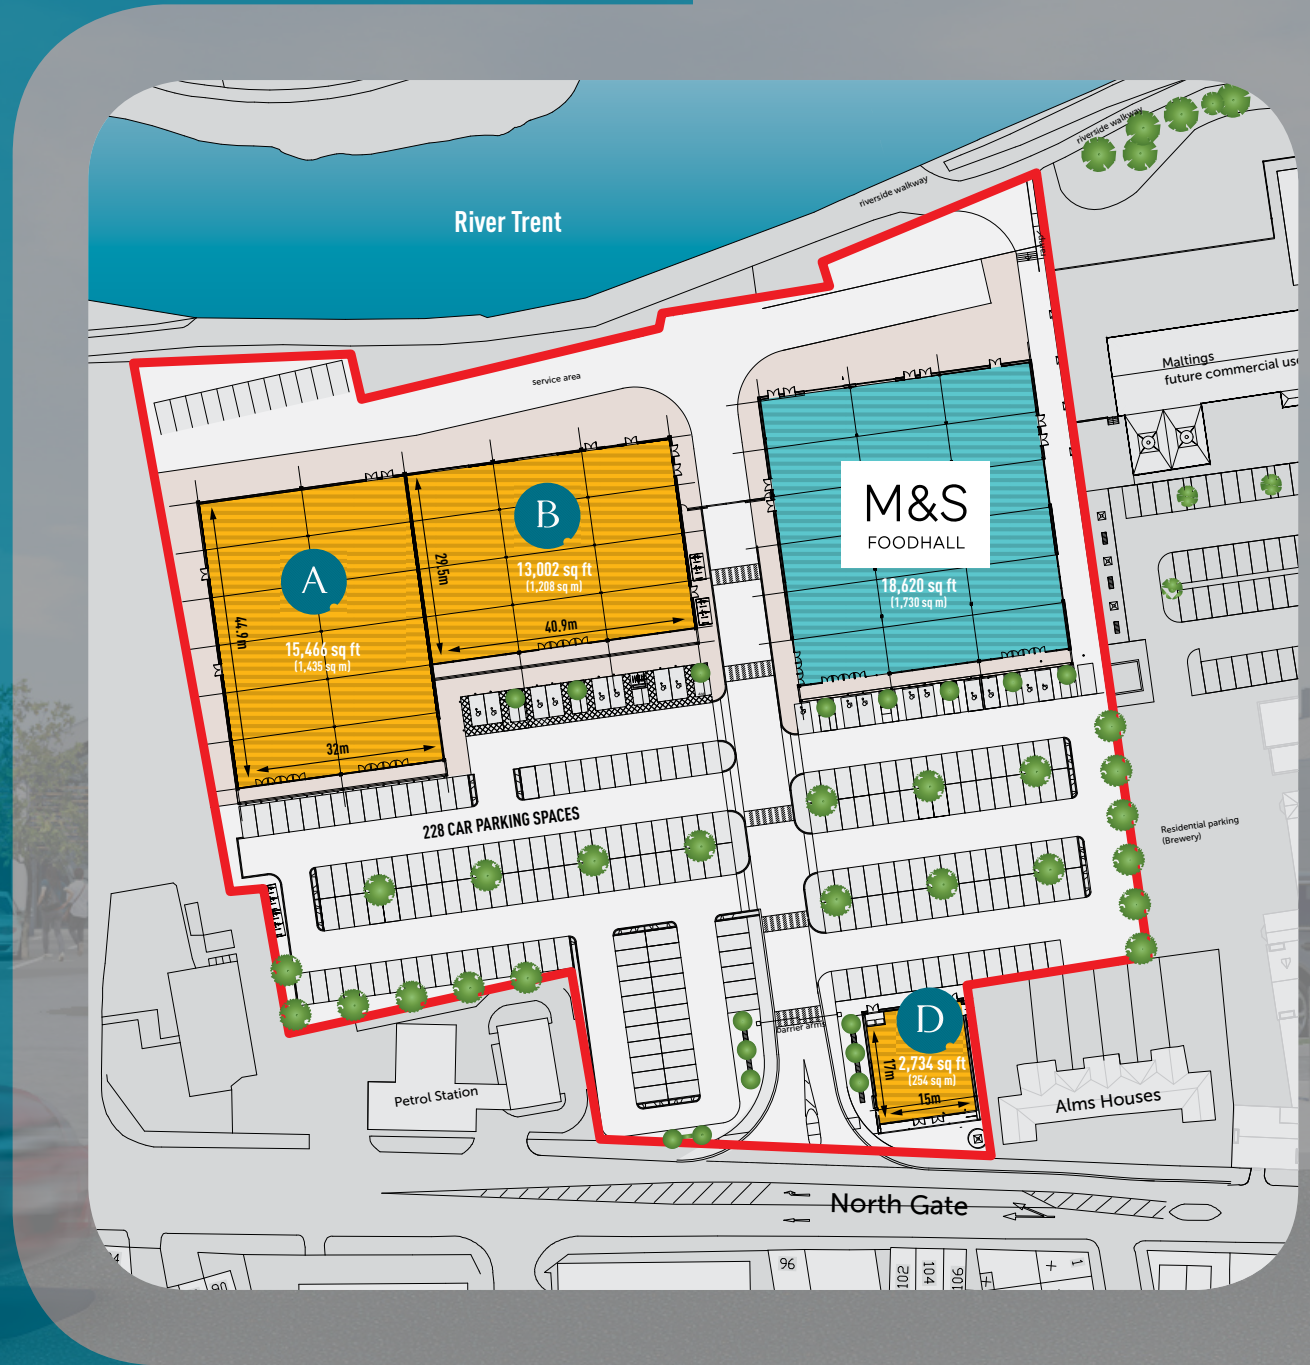 riverside walkway
riverside walkway
River Trent
service area
Maltings
future commercial us
M&S
FOODHALL
18,620 sq ft
(1,730 sq m)
B
13,002 sq ft
(1,208 sq m)
29.5m
40.9m
A
15,466 sq ft
(1,435 sq m)
44.9m
32m
228 CAR PARKING SPACES
Residential parking
(Brewery)
barrier arms
D
2,734 sq ft
(254 sq m)
17m
15m
Petrol Station
Alms Houses
North Gate
90
96
102
104
106
1